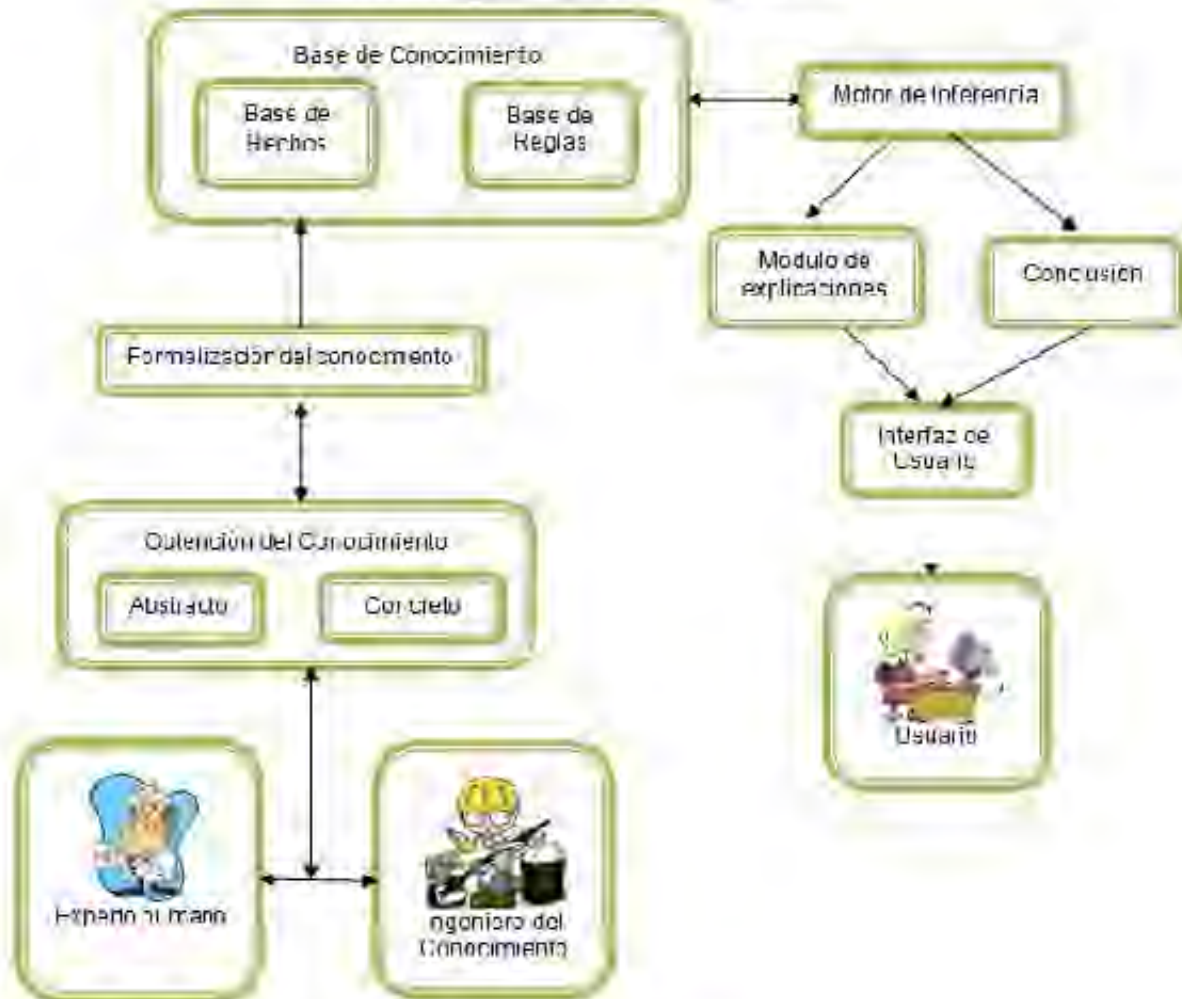 Base de Conocimiento
Base de
Hechos
Base de
Reglas
Motor de Inferencia
Modulo de
explicaciones
Conclusión
Formalización del conocimiento
Interfaz de
Usuario
Obtención del Conocimiento
Abstracto
Concreto
Usuario
Experto humano
Ingeniero del
Conocimiento